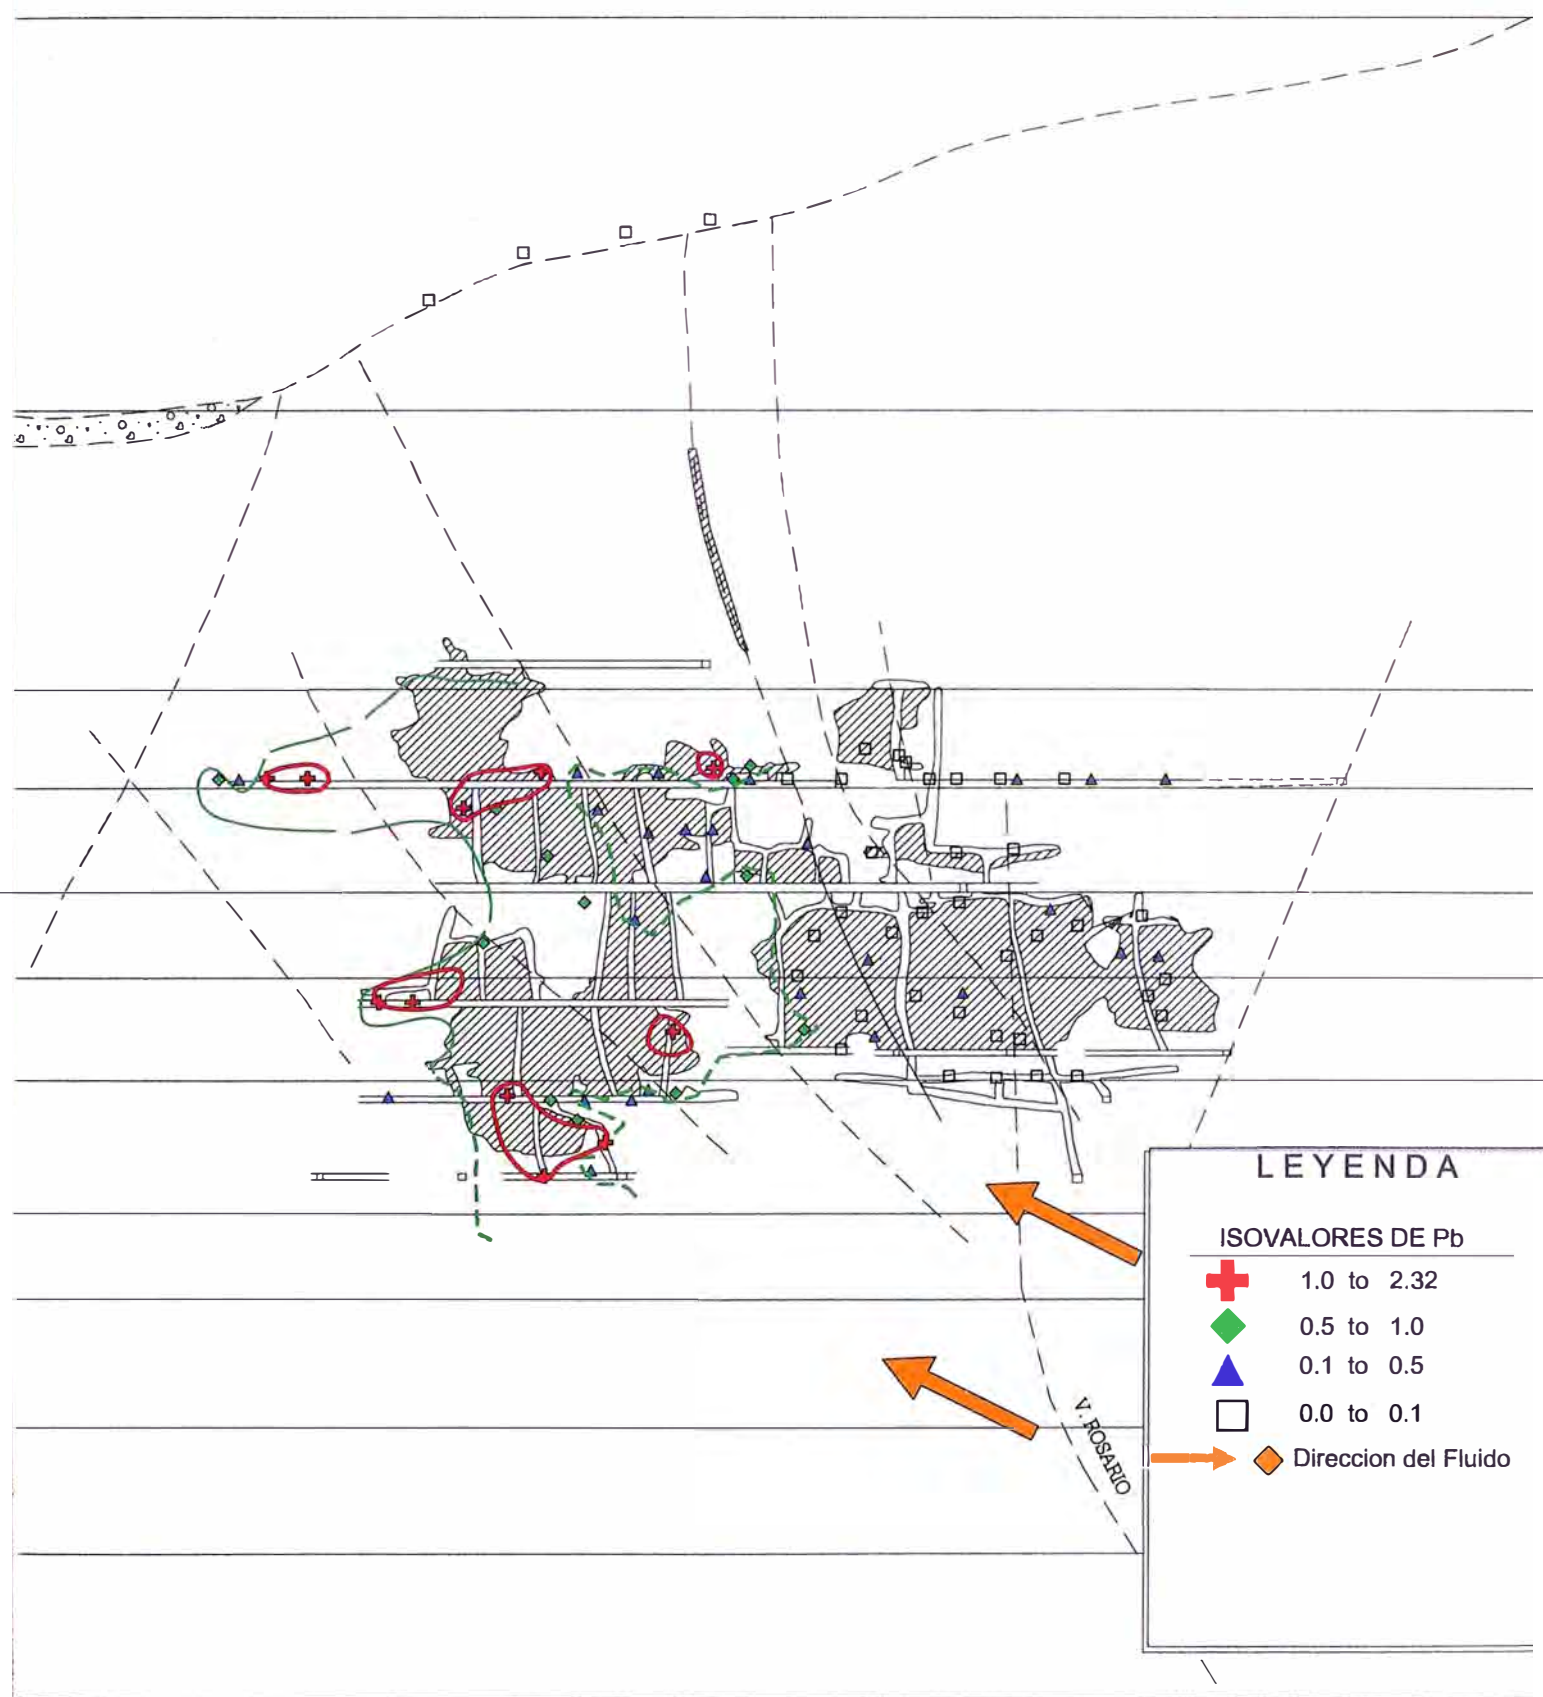 LEYENDA
ISOVALORES DE Pb
1.0 to 2.32
0.5 to 1.0
0.1 to 0.5
0.0 to 0.1
Direccion del Fluido
V. ROSARIO